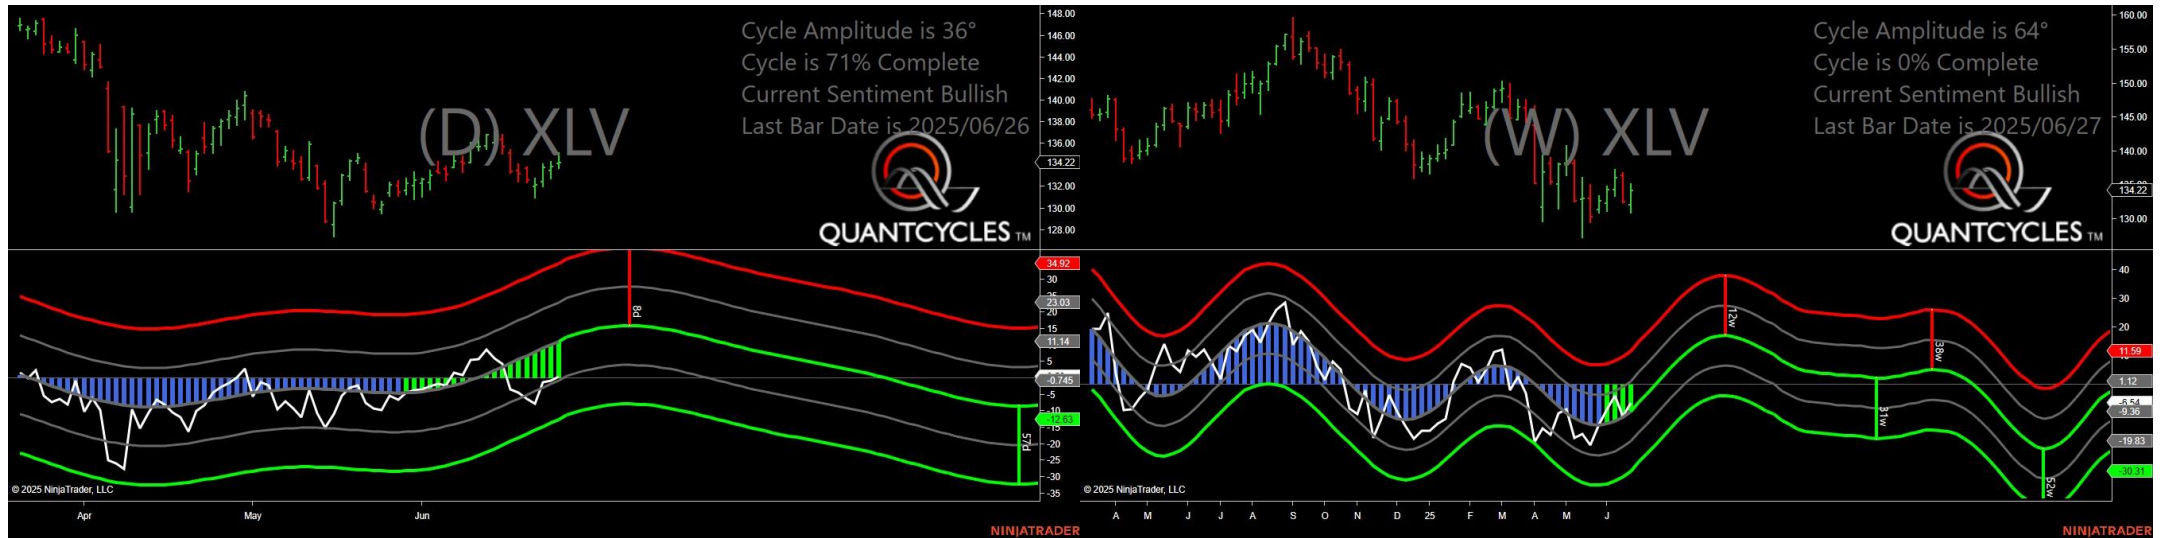 Cycle Amplitude is 36°
Cycle is 71% Complete
Current Sentiment Bullish
Last Bar Date is 2025/06/26
(D) XLV
QUANTCYCLES TM
148.00
146.00
144.00
142.00
140.00
138.00
136.00
134.22
132.00
130.00
128.00
34.92
30
23.03
20
15
11.14
5
-0.745
-5
-10
-12.63
-15
-20
-25
-30
-35
8d
57d
© 2025 NinjaTrader, LLC
Apr
May
Jun
NINJATRADER
Cycle Amplitude is 64°
Cycle is 0% Complete
Current Sentiment Bullish
Last Bar Date is 2025/06/27
(W) XLV
QUANTCYCLES TM
160.00
155.00
150.00
145.00
140.00
134.22
130.00
40
30
20
11.59
1.12
-6.54
-9.36
-19.83
-30.31
12w
38w
31w
52w
© 2025 NinjaTrader, LLC
A M J J A S O N D 25 F M A M J
NINJATRADER